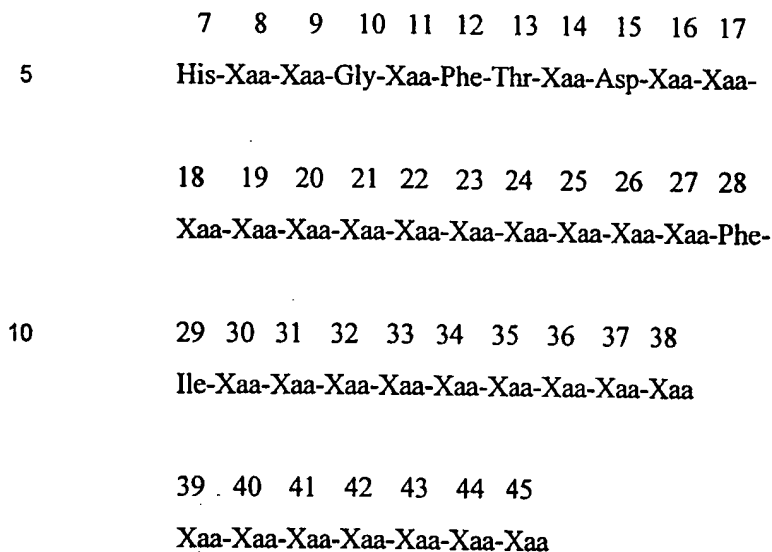 7 8 9 10 11 12 13 14 15 16 17
5 His-Xaa-Xaa-Gly-Xaa-Phe-Thr-Xaa-Asp-Xaa-Xaa-
18 19 20 21 22 23 24 25 26 27 28
Xaa-Xaa-Xaa-Xaa-Xaa-Xaa-Xaa-Xaa-Xaa-Xaa-Phe-
10 29 30 31 32 33 34 35 36 37 38
Ile-Xaa-Xaa-Xaa-Xaa-Xaa-Xaa-Xaa-Xaa-Xaa
39 40 41 42 43 44 45
Xaa-Xaa-Xaa-Xaa-Xaa-Xaa-Xaa